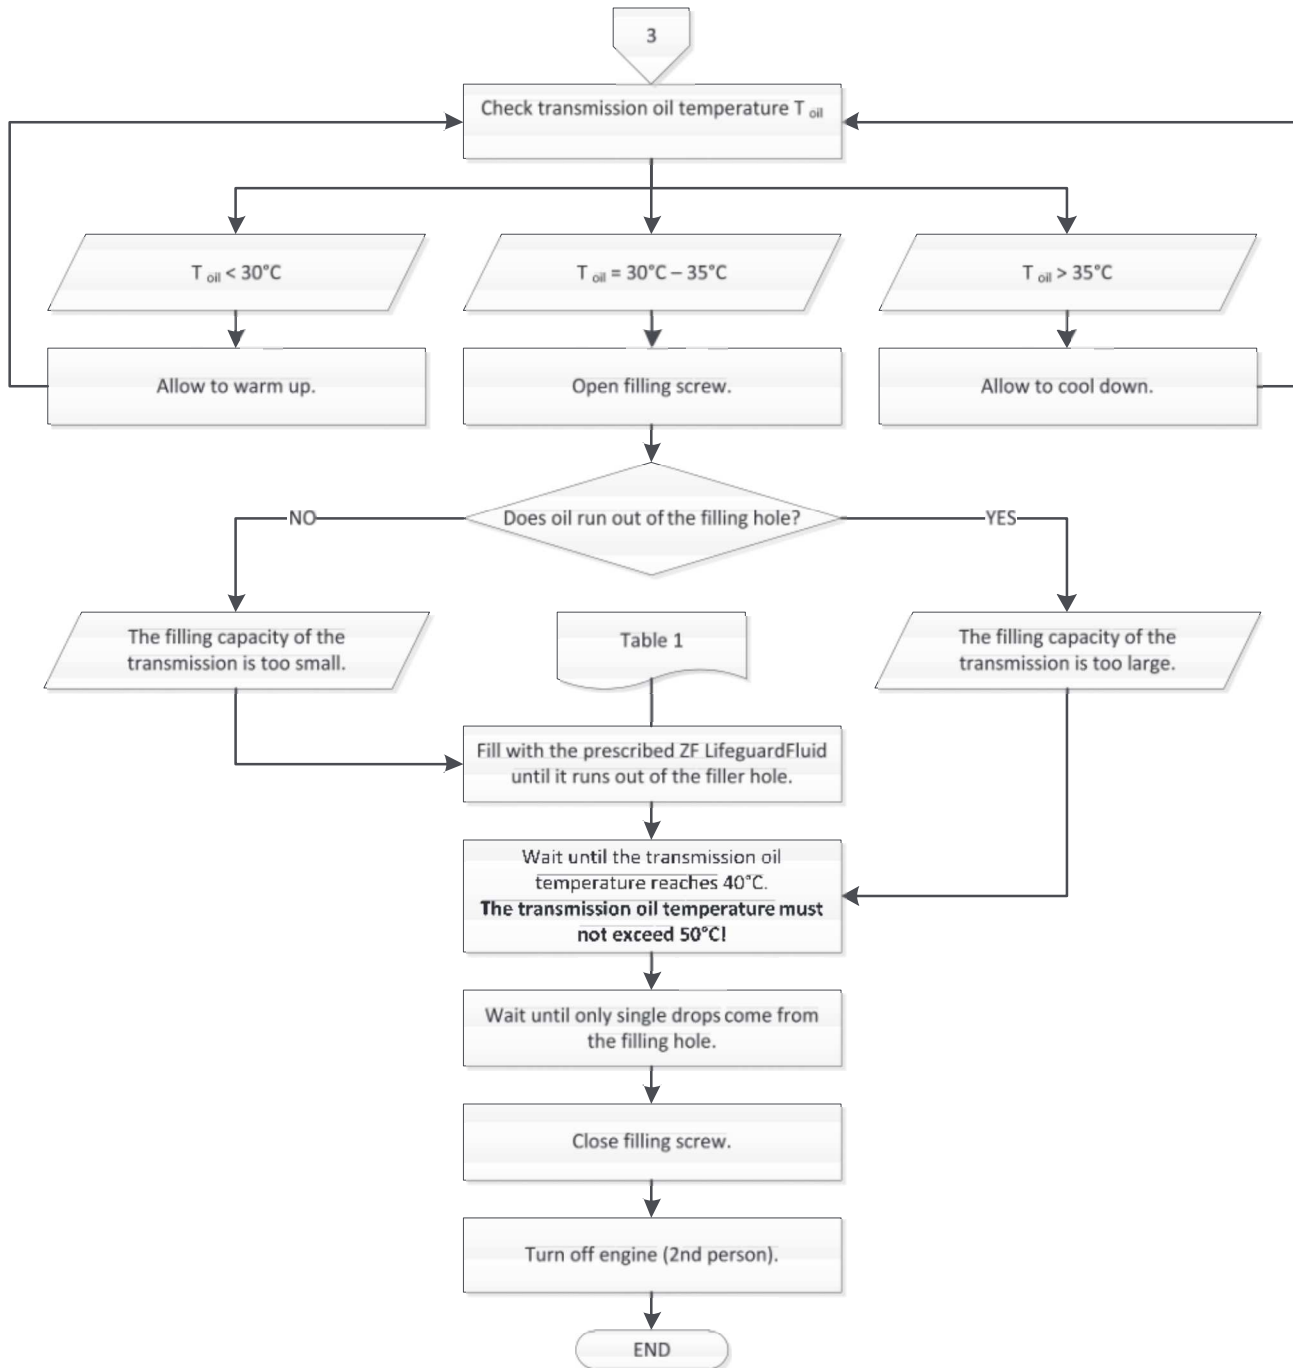 3
Check transmission oil temperature T oil
T oil < 30°C
T oil = 30°C – 35°C
T oil > 35°C
Allow to warm up.
Open filling screw.
Allow to cool down.
Does oil run out of the filling hole?
NO
YES
The filling capacity of the
transmission is too small.
Table 1
The filling capacity of the
transmission is too large.
Fill with the prescribed ZF LifeguardFluid
until it runs out of the filler hole.
Wait until the transmission oil
temperature reaches 40°C.
The transmission oil temperature must
not exceed 50°C!
Wait until only single drops come from
the filling hole.
Close filling screw.
Turn off engine (2nd person).
END